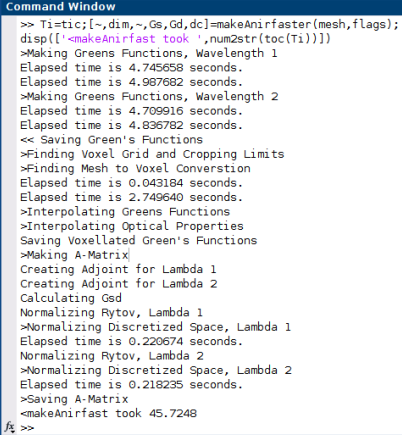 Command Window
>> Ti=tic;[~,dim,~,Gs,Gd,dc]=makeAnirfaster(mesh,flags);
disp(['<makeAnirfast took ',num2str(toc(Ti))])
>Making Greens Functions, Wavelength 1
Elapsed time is 4.745658 seconds.
Elapsed time is 4.987682 seconds.
>Making Greens Functions, Wavelength 2
Elapsed time is 4.709916 seconds.
Elapsed time is 4.836782 seconds.
<< Saving Green's Functions
>Finding Voxel Grid and Cropping Limits
>Finding Mesh to Voxel Converstion
Elapsed time is 0.043184 seconds.
Elapsed time is 2.749640 seconds.
>Interpolating Greens Functions
>Interpolating Optical Properties
Saving Voxellated Green's Functions
>Making A-Matrix
Creating Adjoint for Lambda 1
Creating Adjoint for Lambda 2
Calculating Gsd
Normalizing Rytov, Lambda 1
>Normalizing Discretized Space, Lambda 1
Elapsed time is 0.220674 seconds.
Normalizing Rytov, Lambda 2
>Normalizing Discretized Space, Lambda 2
Elapsed time is 0.218235 seconds.
>Saving A-Matrix
<makeAnirfast took 45.7248
fx >>